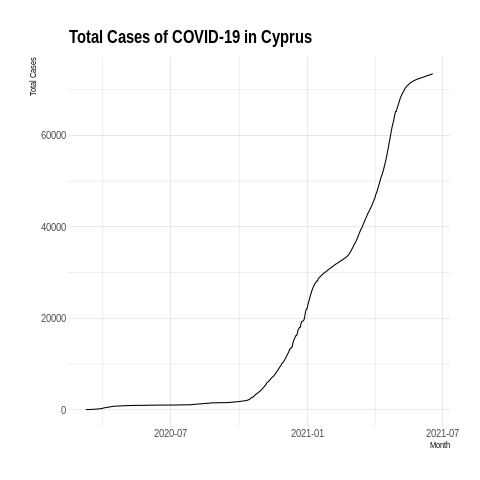 Total Cases of COVID-19 in Cyprus
Total Cases
60000
40000
20000
0
2020-07
2021-01
2021-07
Month